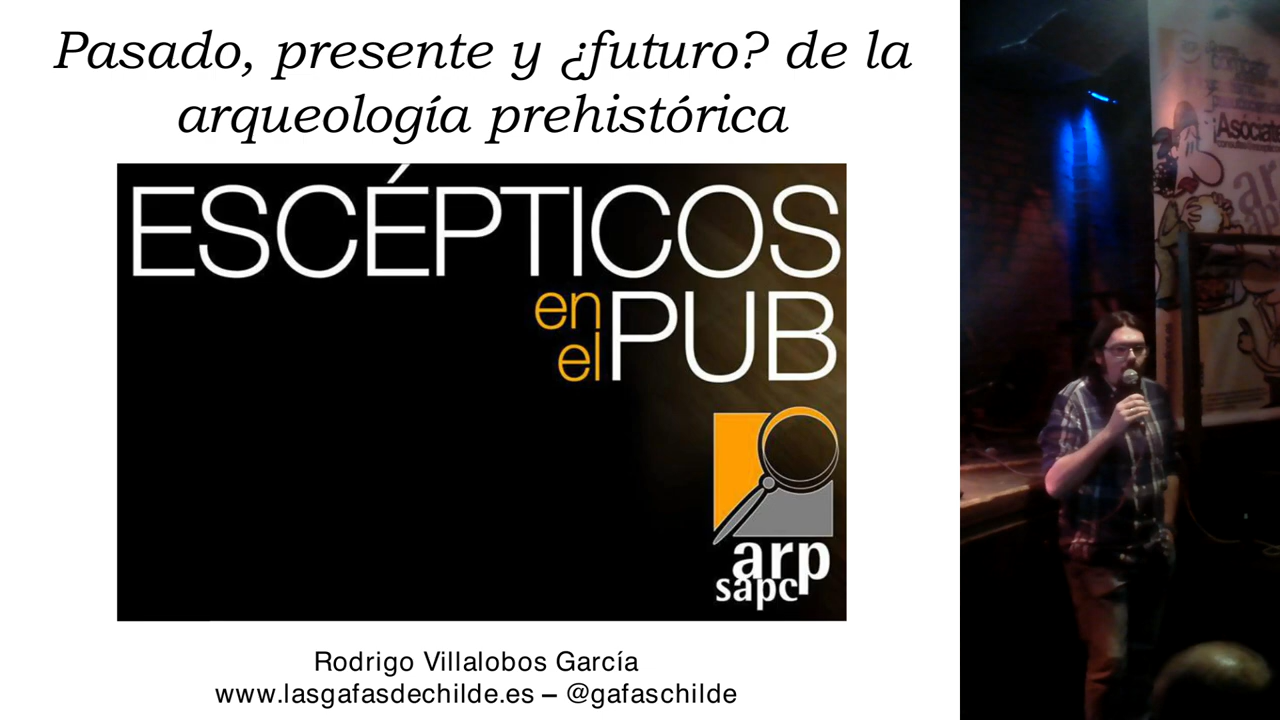 Pasado, presente y ¿futuro? de la
arqueología prehistórica
ESCÉPTICOS
en
el PUB
arp
sapc
Rodrigo Villalobos García
www.lasgafasdechilde.es – @gafaschilde
¡Asóciate